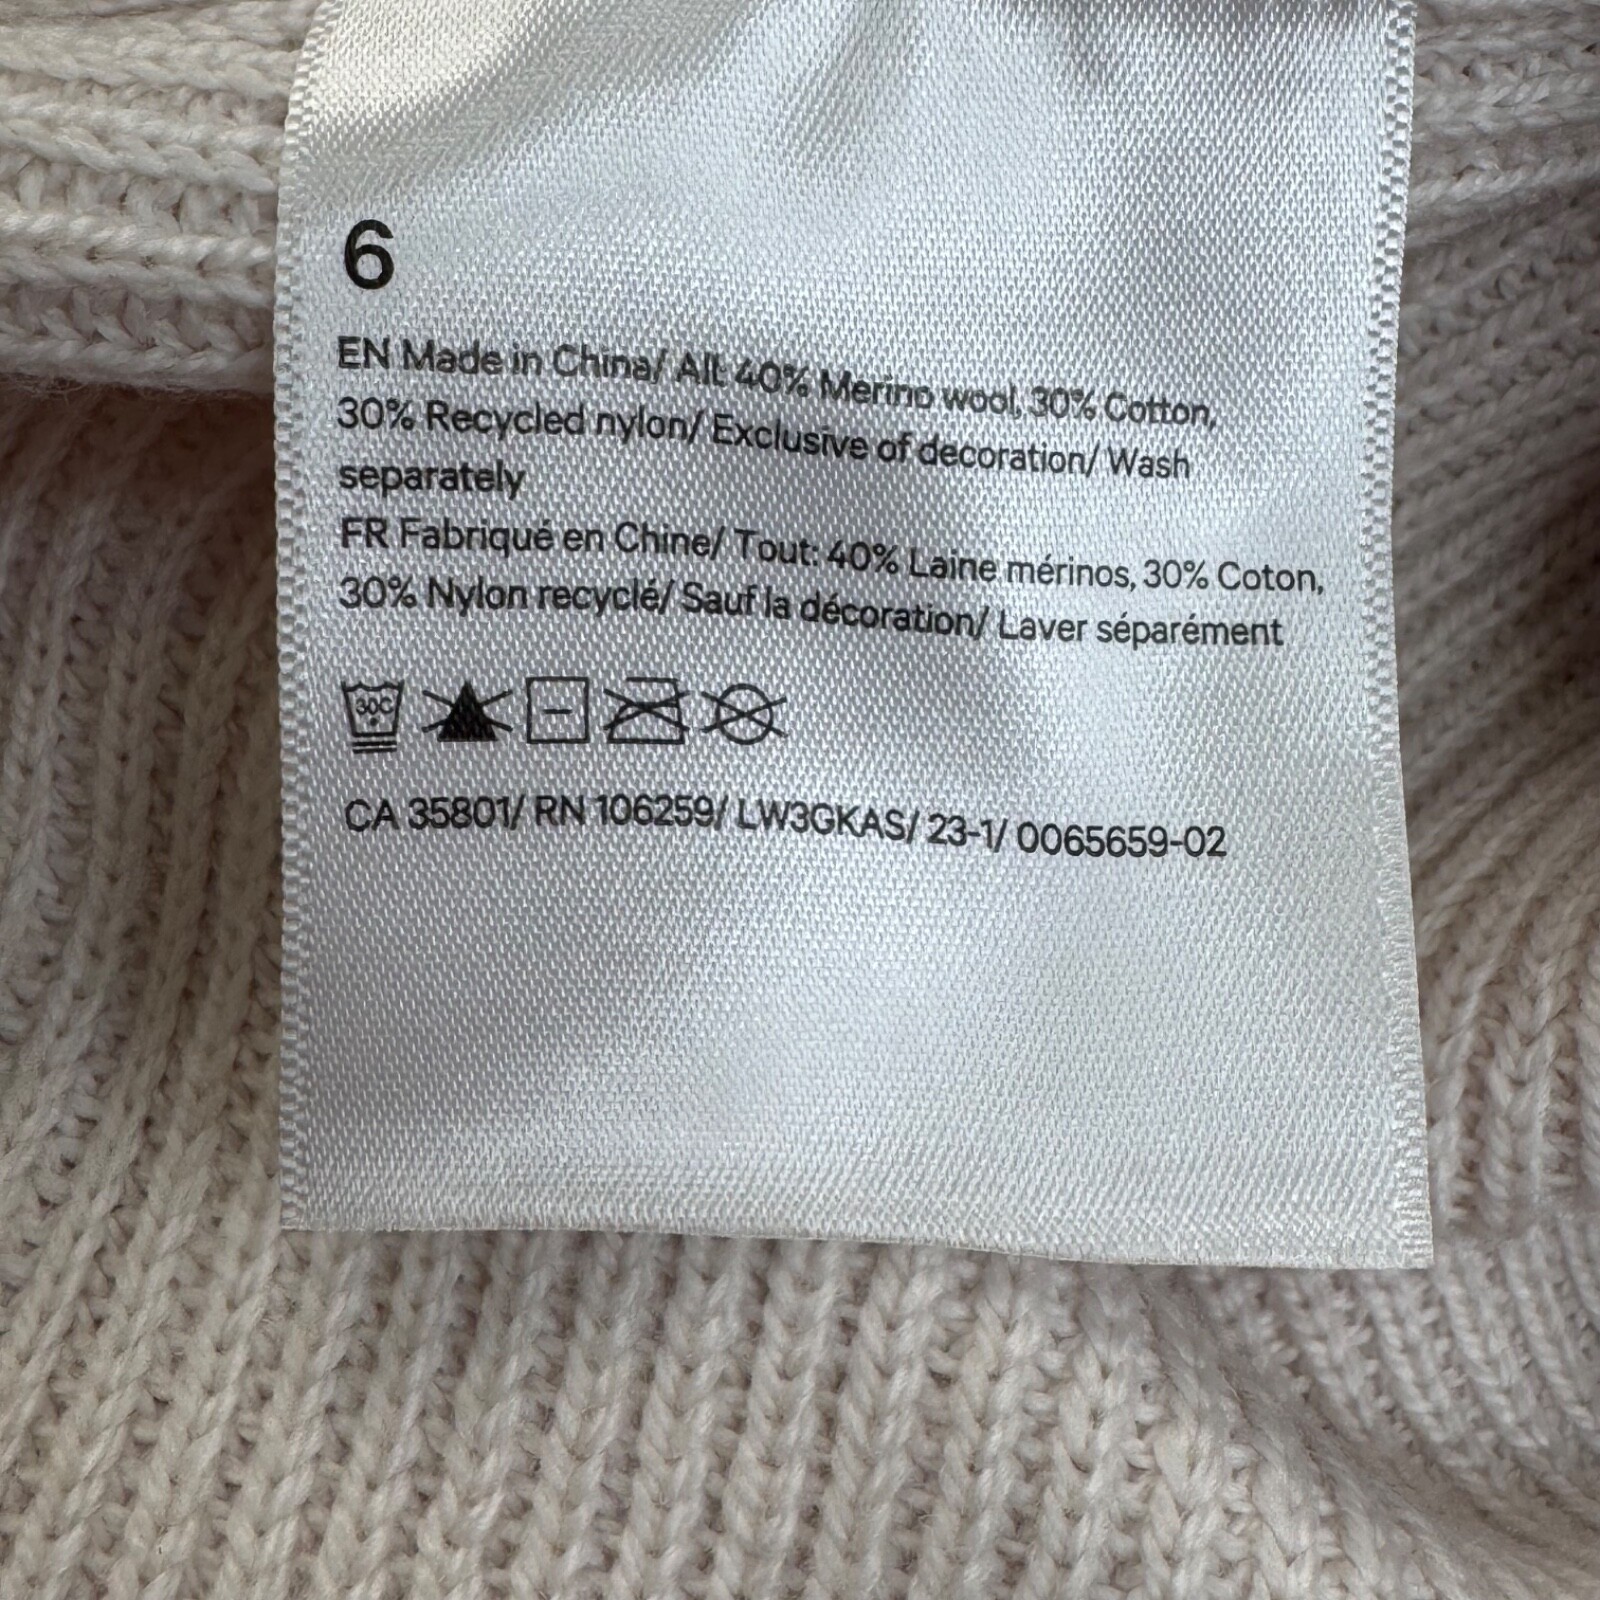 6
EN Made in China/ All: 40% Merino wool, 30% Cotton,
30% Recycled nylon/ Exclusive of decoration/ Wash
separately
FR Fabriqué en Chine/ Tout: 40% Laine mérinos, 30% Coton,
30% Nylon recyclé/ Sauf la décoration/ Laver séparément
30C
CA 35801/ RN 106259/ LW3GKAS/ 23-1/ 0065659-02